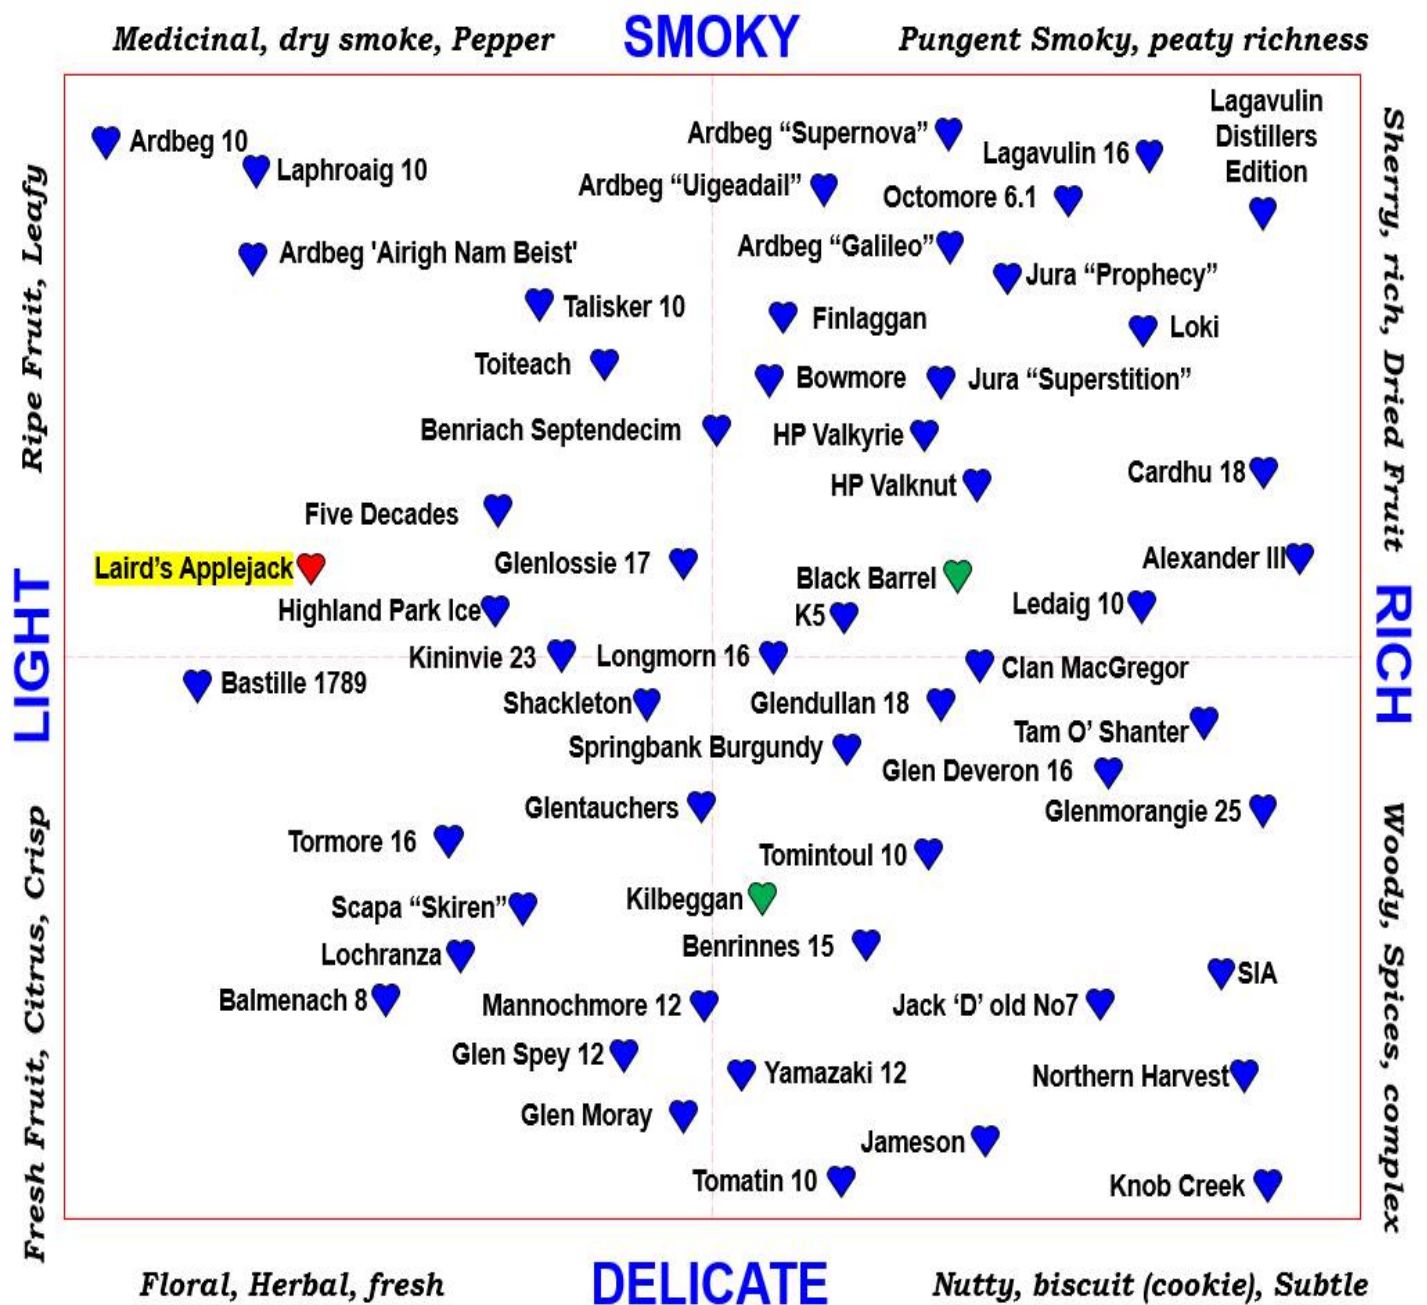 Medicinal, dry smoke, Pepper
SMOKY
Pungent Smoky, peaty richness
Ripe Fruit, Leafy
LIGHT
Fresh Fruit, Citrus, Crisp
Lagavulin
Distillers
Edition
Ardbeg “Supernova”
Ardbeg 10
Lagavulin 16
Laphroaig 10
Ardbeg “Uigeadail”
Octomore 6.1
Ardbeg “Galileo”
Ardbeg 'Airigh Nam Beist'
Jura “Prophecy”
Talisker 10
Finlaggan
Loki
Toiteach
Bowmore
Jura “Superstition”
Benriach Septendecim
HP Valkyrie
Cardhu 18
HP Valknut
Five Decades
Alexander III
Glenlossie 17
Laird’s Applejack
Black Barrel
Ledaig 10
Highland Park Ice
K5
Kininvie 23
Longmorn 16
Clan MacGregor
Bastille 1789
Shackleton
Glendullan 18
Tam O’ Shanter
Springbank Burgundy
Glen Deveron 16
Glentauchers
Glenmorangie 25
Tormore 16
Tomintoul 10
Kilbeggan
Scapa “Skiren”
Benrinnes 15
Lochranza
SIA
Balmenach 8
Mannochmore 12
Jack ‘D’ old No7
Glen Spey 12
Yamazaki 12
Northern Harvest
Glen Moray
Jameson
Tomatin 10
Knob Creek
Sherry, rich, Dried Fruit
RICH
Woody, Spices, complex
Floral, Herbal, fresh
DELICATE
Nutty, biscuit (cookie), Subtle